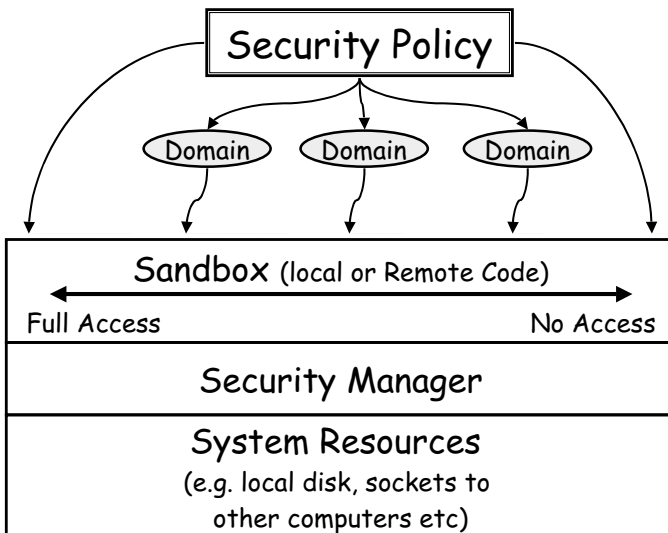 Security Policy
Domain Domain Domain
Sandbox (local or Remote Code)
Full Access No Access
Security Manager
System Resources
(e.g. local disk, sockets to
other computers etc)